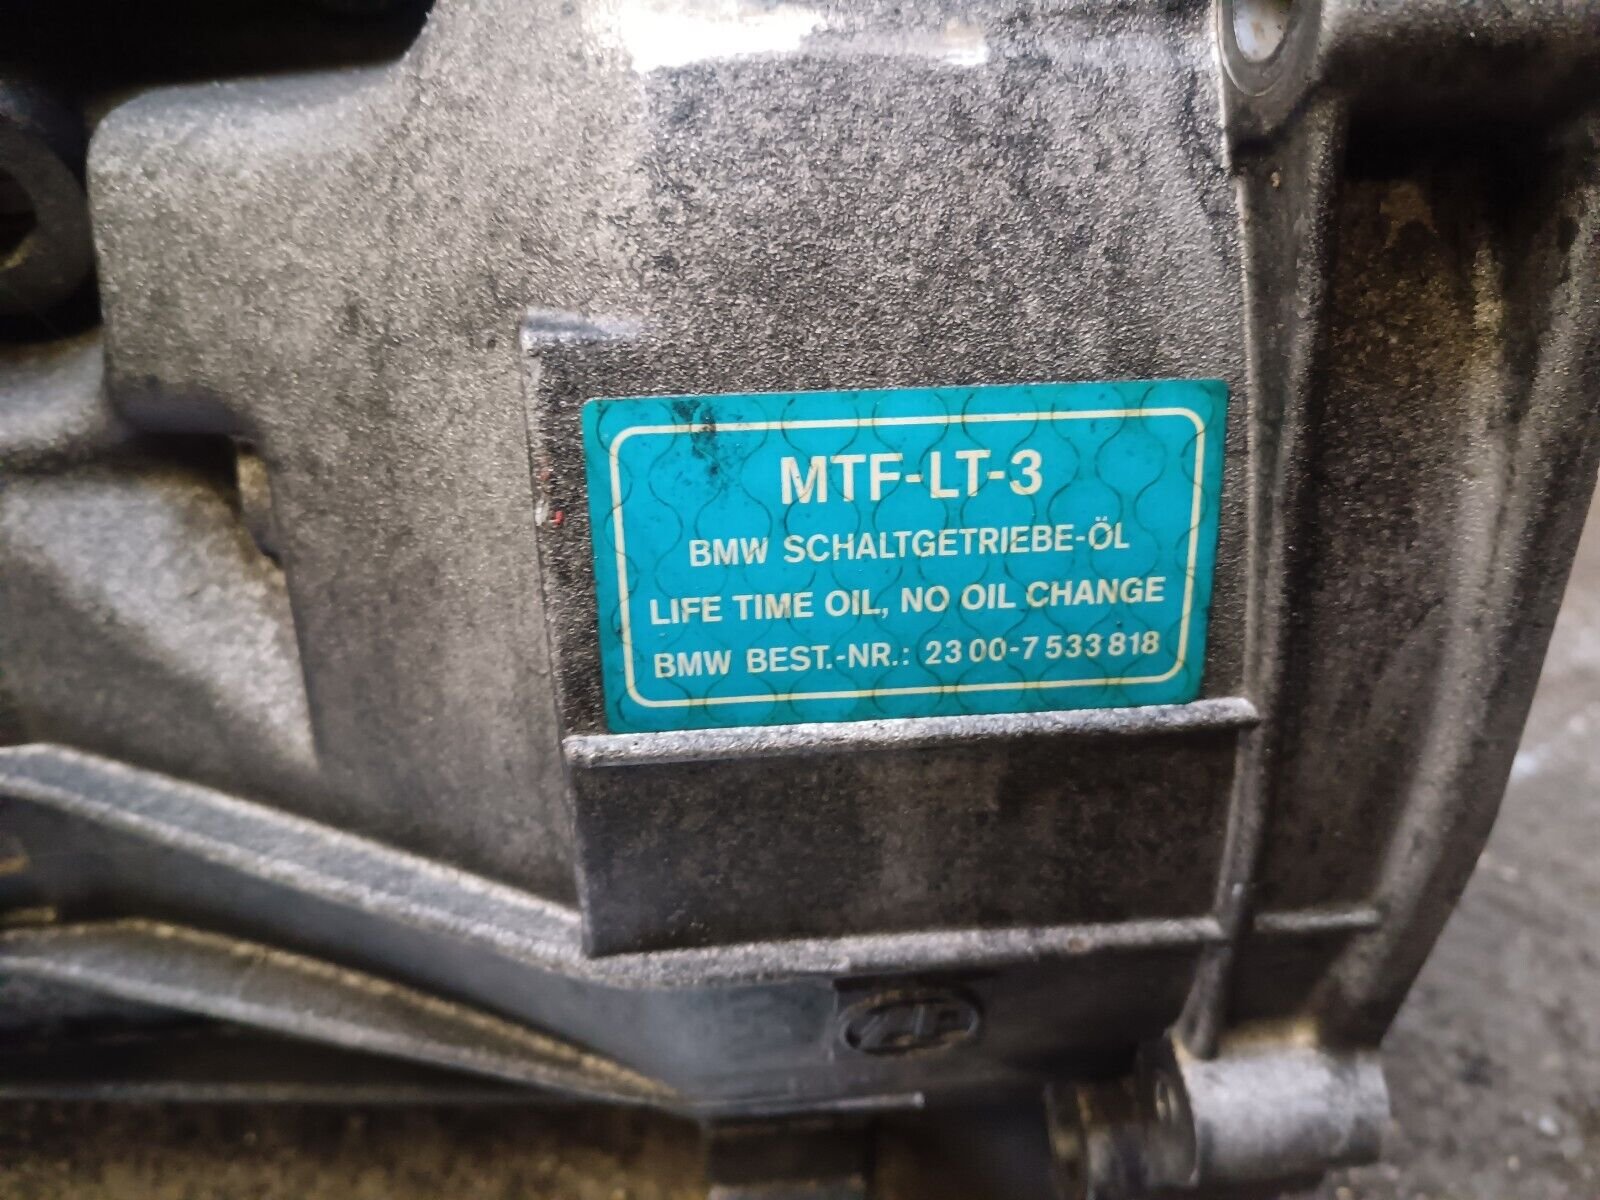 MTF-LT-3
BMW SCHALTGETRIEBE-ÖL
LIFE TIME OIL, NO OIL CHANGE
BMW BEST.-NR.: 23 00-7 533 818
ZF